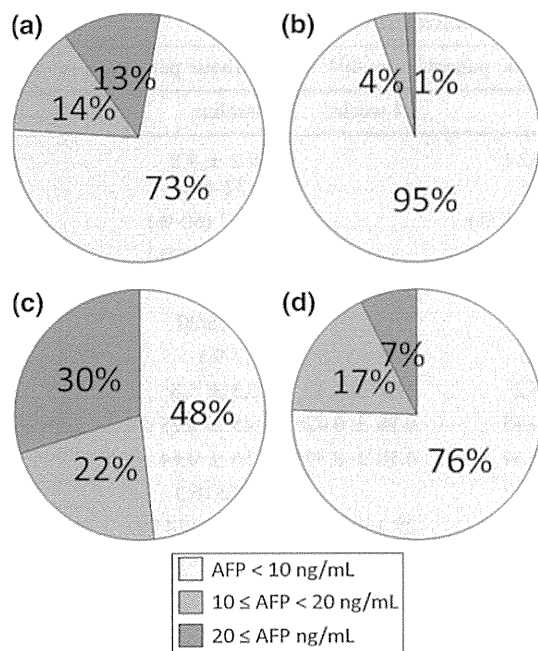 (a)
13%
14%
73%
(b)
4%
1%
95%
(c)
30%
48%
22%
(d)
7%
17%
76%
AFP < 10 ng/mL
10 ≤ AFP < 20 ng/mL
20 ≤ AFP ng/mL